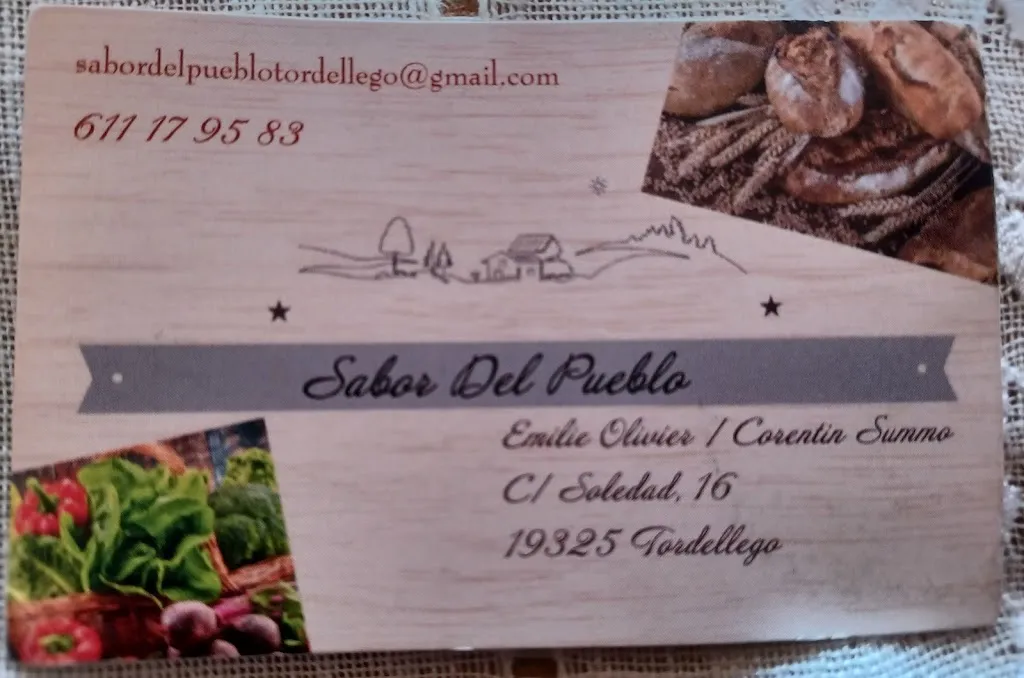 sabordelpueblotordellego@gmail.com
611 17 95 83
Sabor Del Pueblo
Emilie Olivier / Corentin Summo
C/ Soledad, 16
19325 Tordellego